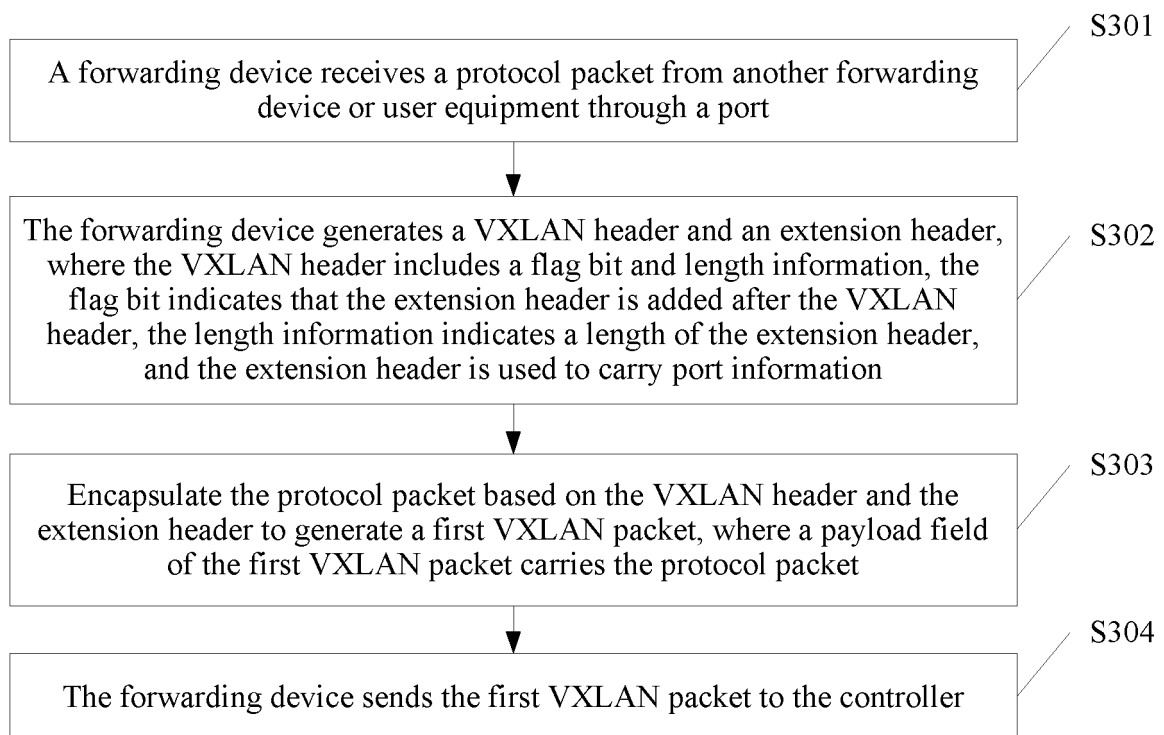 S301
A forwarding device receives a protocol packet from another forwarding
device or user equipment through a port
S302
The forwarding device generates a VXLAN header and an extension header,
where the VXLAN header includes a flag bit and length information, the
flag bit indicates that the extension header is added after the VXLAN
header, the length information indicates a length of the extension header,
and the extension header is used to carry port information
S303
Encapsulate the protocol packet based on the VXLAN header and the
extension header to generate a first VXLAN packet, where a payload field
of the first VXLAN packet carries the protocol packet
S304
The forwarding device sends the first VXLAN packet to the controller